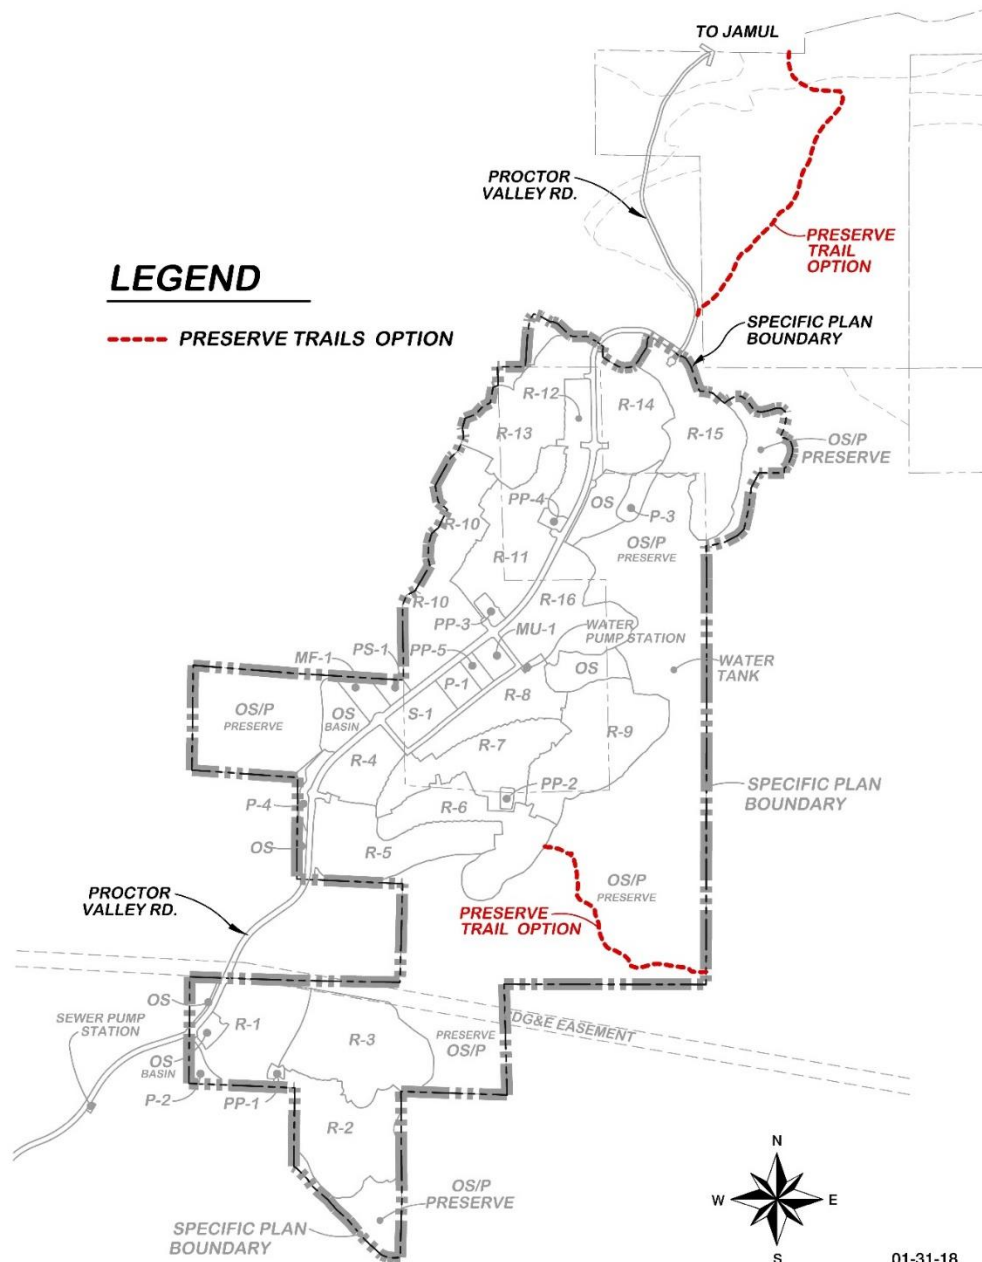 TO JAMUL
PROCTOR
VALLEY RD.
PRESERVE
TRAIL
OPTION
LEGEND
PRESERVE TRAILS OPTION
SPECIFIC PLAN
BOUNDARY
R-12
R-14
R-13
R-15
OS/P
PRESERVE
PP-4
OS
P-3
R-10
OS/P
PRESERVE
R-11
R-10
R-16
PP-3
MU-1
WATER
PUMP STATION
PS-1
PP-5
MF-1
WATER
TANK
P-1
OS
R-8
OS/P
PRESERVE
OS
BASIN
S-1
R-9
R-7
R-4
SPECIFIC PLAN
BOUNDARY
PP-2
P-4
R-6
OS
R-5
OS/P
PRESERVE
PROCTOR
VALLEY RD.
PRESERVE
TRAIL OPTION
OS
SEWER PUMP
STATION
R-1
R-3
PRESERVE
OS/P
DG&E EASEMENT
OS
BASIN
P-2
PP-1
R-2
OS/P
PRESERVE
SPECIFIC PLAN
BOUNDARY
N
W
E
S
01-31-18